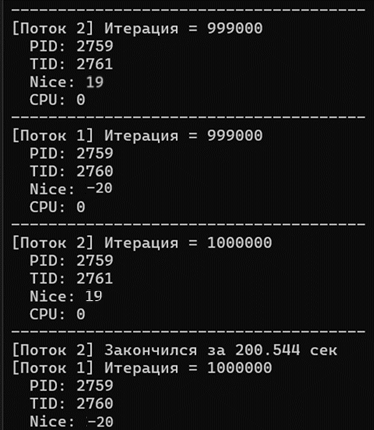 ---------------------------------------
[Поток 2] Итерация = 999000
PID: 2759
TID: 2761
Nice: 19
CPU: 0
---------------------------------------
[Поток 1] Итерация = 999000
PID: 2759
TID: 2760
Nice: -20
CPU: 0
---------------------------------------
[Поток 2] Итерация = 1000000
PID: 2759
TID: 2761
Nice: 19
CPU: 0
---------------------------------------
[Поток 2] Закончился за 200.544 сек
[Поток 1] Итерация = 1000000
PID: 2759
TID: 2760
Nice: -20